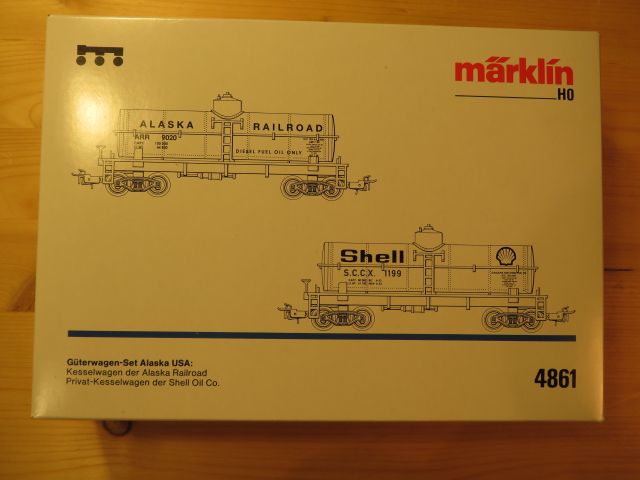 märklin
H0
ALASKA RAILROAD
ARR 9020
DIESEL FUEL OIL ONLY
Shell
S.C.C.X. 1199
Güterwagen-Set Alaska USA:
Kesselwagen der Alaska Railroad
Privat-Kesselwagen der Shell Oil Co.
4861